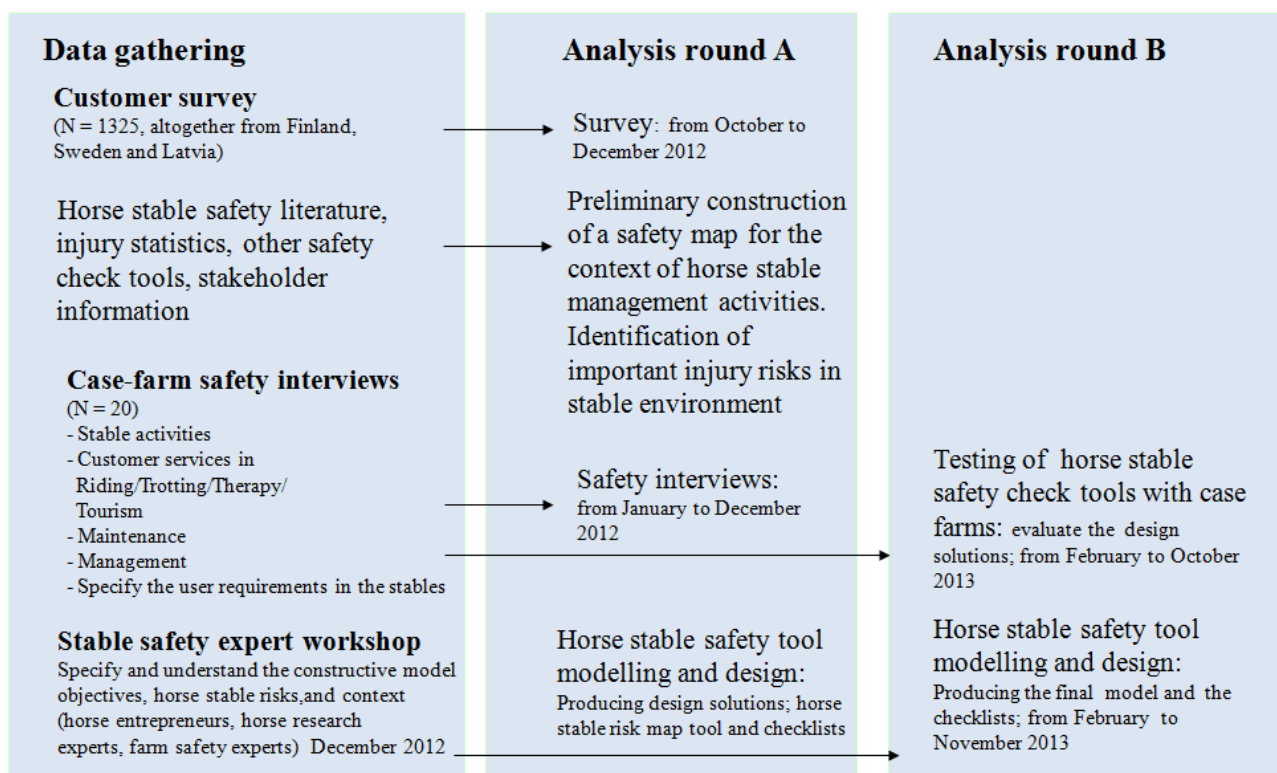 Data gathering
Customer survey
(N = 1325, altogether from Finland,
Sweden and Latvia)
Horse stable safety literature,
injury statistics, other safety
check tools, stakeholder
information
Case-farm safety interviews
(N = 20)
- Stable activities
- Customer services in
Riding/Trotting/Therapy/
Tourism
- Maintenance
- Management
- Specify the user requirements in the stables
Stable safety expert workshop
Specify and understand the constructive model
objectives, horse stable risks,and context
(horse entrepreneurs, horse research
experts, farm safety experts) December 2012
Analysis round A
Survey: from October to
December 2012
Preliminary construction
of a safety map for the
context of horse stable
management activities.
Identification of
important injury risks in
stable environment
Safety interviews:
from January to December
2012
Horse stable safety tool
modelling and design:
Producing design solutions; horse
stable risk map tool and checklists
Analysis round B
Testing of horse stable
safety check tools with case
farms: evaluate the design
solutions; from February to October
2013
Horse stable safety tool
modelling and design:
Producing the final model and the
checklists; from February to
November 2013